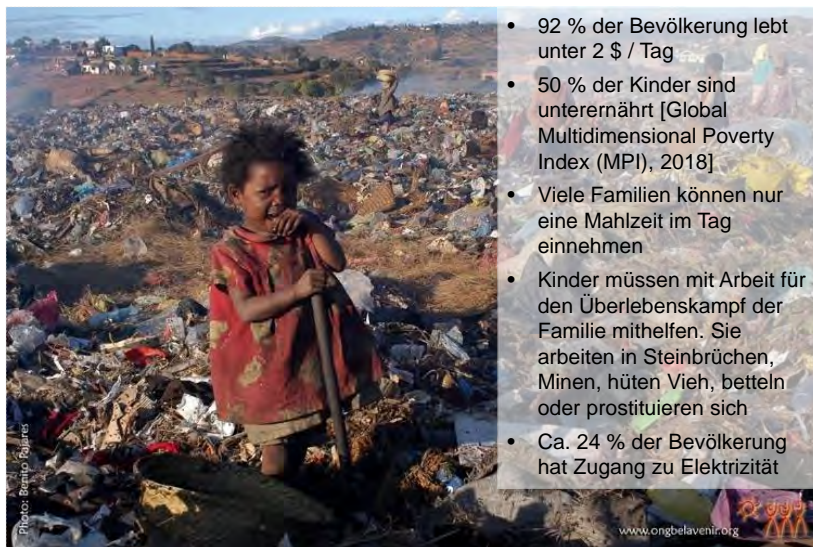 • 92 % der Bevölkerung lebt
unter 2 $ / Tag
• 50 % der Kinder sind
unterernährt [Global
Multidimensional Poverty
Index (MPI), 2018]
• Viele Familien können nur
eine Mahlzeit im Tag
einnehmen
• Kinder müssen mit Arbeit für
den Überlebenskampf der
Familie mithelfen. Sie
arbeiten in Steinbrüchen,
Minen, hüten Vieh, betteln
oder prostituieren sich
• Ca. 24 % der Bevölkerung
hat Zugang zu Elektrizität
Photo: Benito Pajares
www.ongbelavenir.org